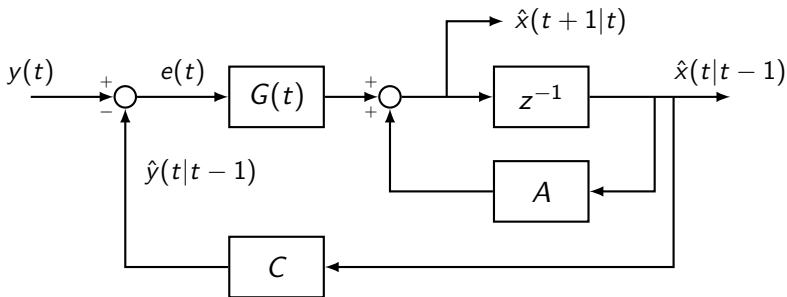 x̂(t + 1|t)
y(t)
+
−
e(t)
G(t)
+
+
z⁻¹
x̂(t|t − 1)
ŷ(t|t − 1)
A
C